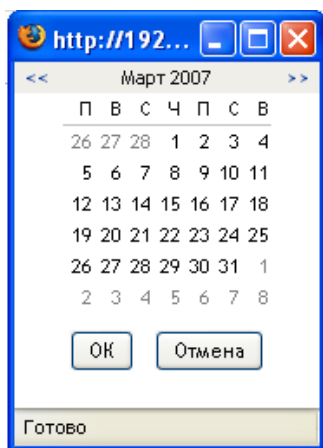 http://192...
<< Март 2007 >>
П В С Ч П С В
26 27 28 1 2 3 4
5 6 7 8 9 10 11
12 13 14 15 16 17 18
19 20 21 22 23 24 25
26 27 28 29 30 31 1
2 3 4 5 6 7 8
ОК Отмена
Готово